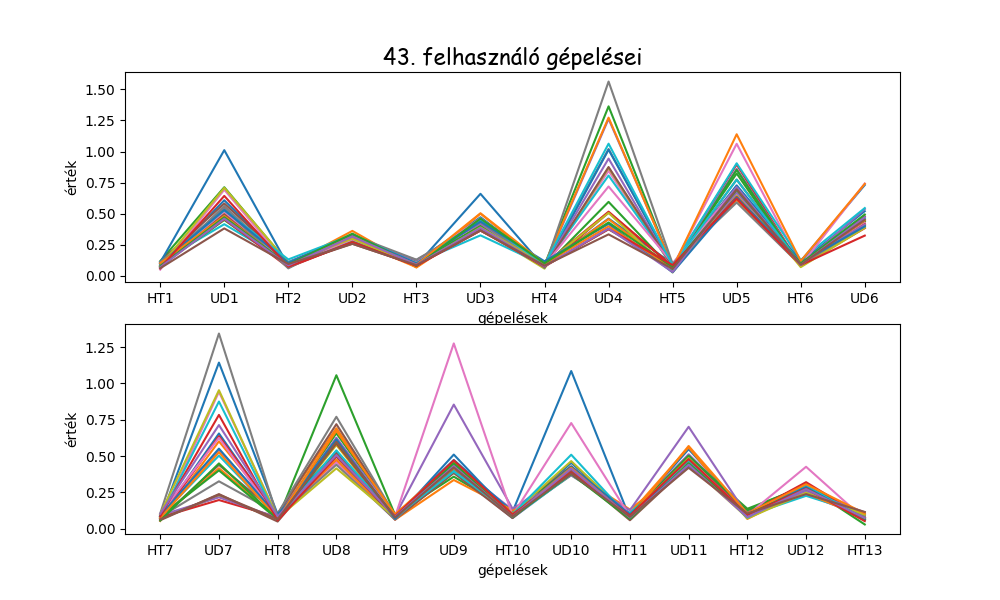 43. felhasználó gépelései
érték
1.50
1.25
1.00
0.75
0.50
0.25
0.00
HT1 UD1 HT2 UD2 HT3 UD3 HT4 UD4 HT5 UD5 HT6 UD6
gépelések
érték
1.25
1.00
0.75
0.50
0.25
0.00
HT7 UD7 HT8 UD8 HT9 UD9 HT10 UD10 HT11 UD11 HT12 UD12 HT13
gépelések